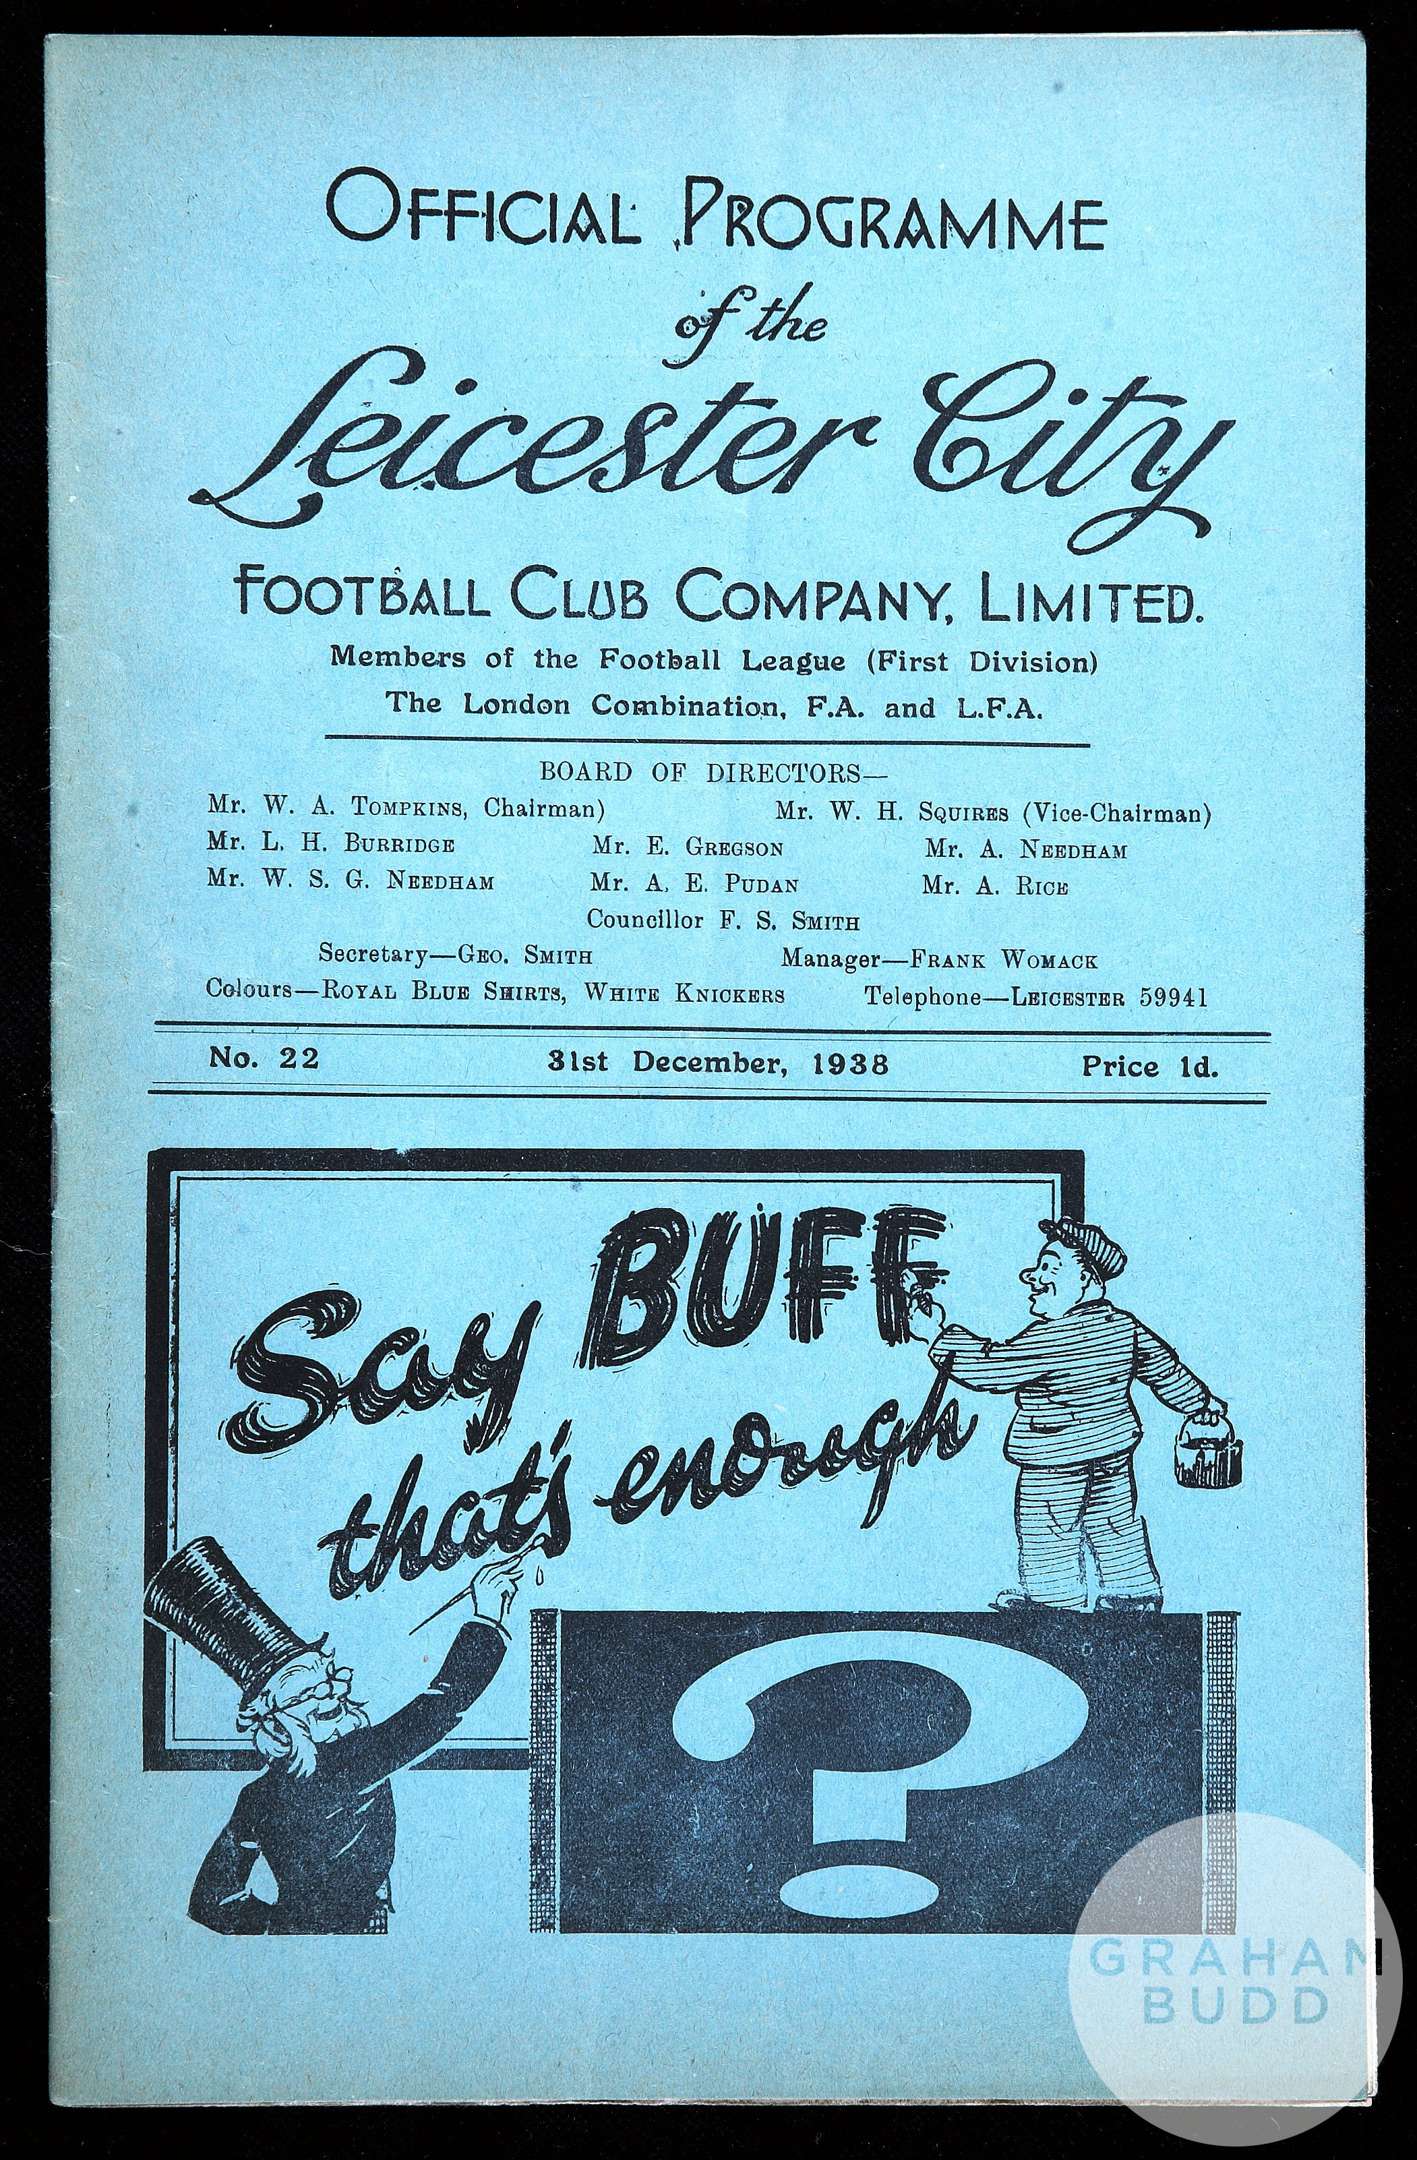 OFFICIAL PROGRAMME
of the
Leicester City
FOOTBALL CLUB COMPANY, LIMITED.
Members of the Football League (First Division)
The London Combination, F.A. and L.F.A.
BOARD OF DIRECTORS—
Mr. W. A. TOMPKINS, Chairman) Mr. W. H. SQUIRES (Vice-Chairman)
Mr. L. H. BURRIDGE Mr. E. GREGSON Mr. A. NEEDHAM
Mr. W. S. G. NEEDHAM Mr. A. E. PUDAN Mr. A. RICE
Councillor F. S. SMITH
Secretary—GEO. SMITH Manager—FRANK WOMACK
Colours—ROYAL BLUE SHIRTS, WHITE KNICKERS Telephone—LEICESTER 59941
No. 22 31st December, 1938 Price 1d.
Say BUFF
that's enough
?
GRAHAM
BUDD